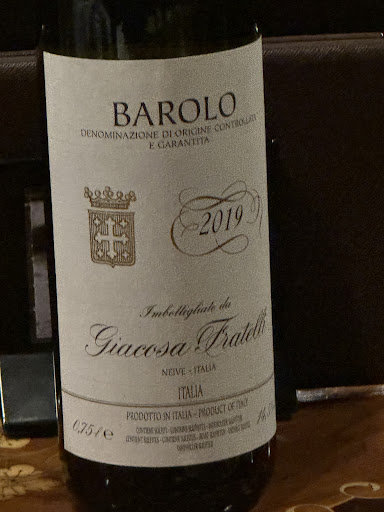 BAROLO
DENOMINAZIONE DI ORIGINE CONTROLLATA
E GARANTITA
2019
Imbottigliato da
Giacosa Fratelli
NEIVE - ITALIA
ITALIA
PRODOTTO IN ITALIA - PRODUCT OF ITALY
0,75 l e